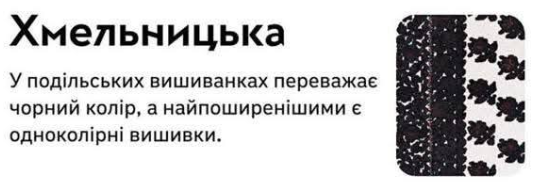 Хмельницька
У подільських вишиванках переважає
чорний колір, а найпоширенішими є
одноколірні вишивки.